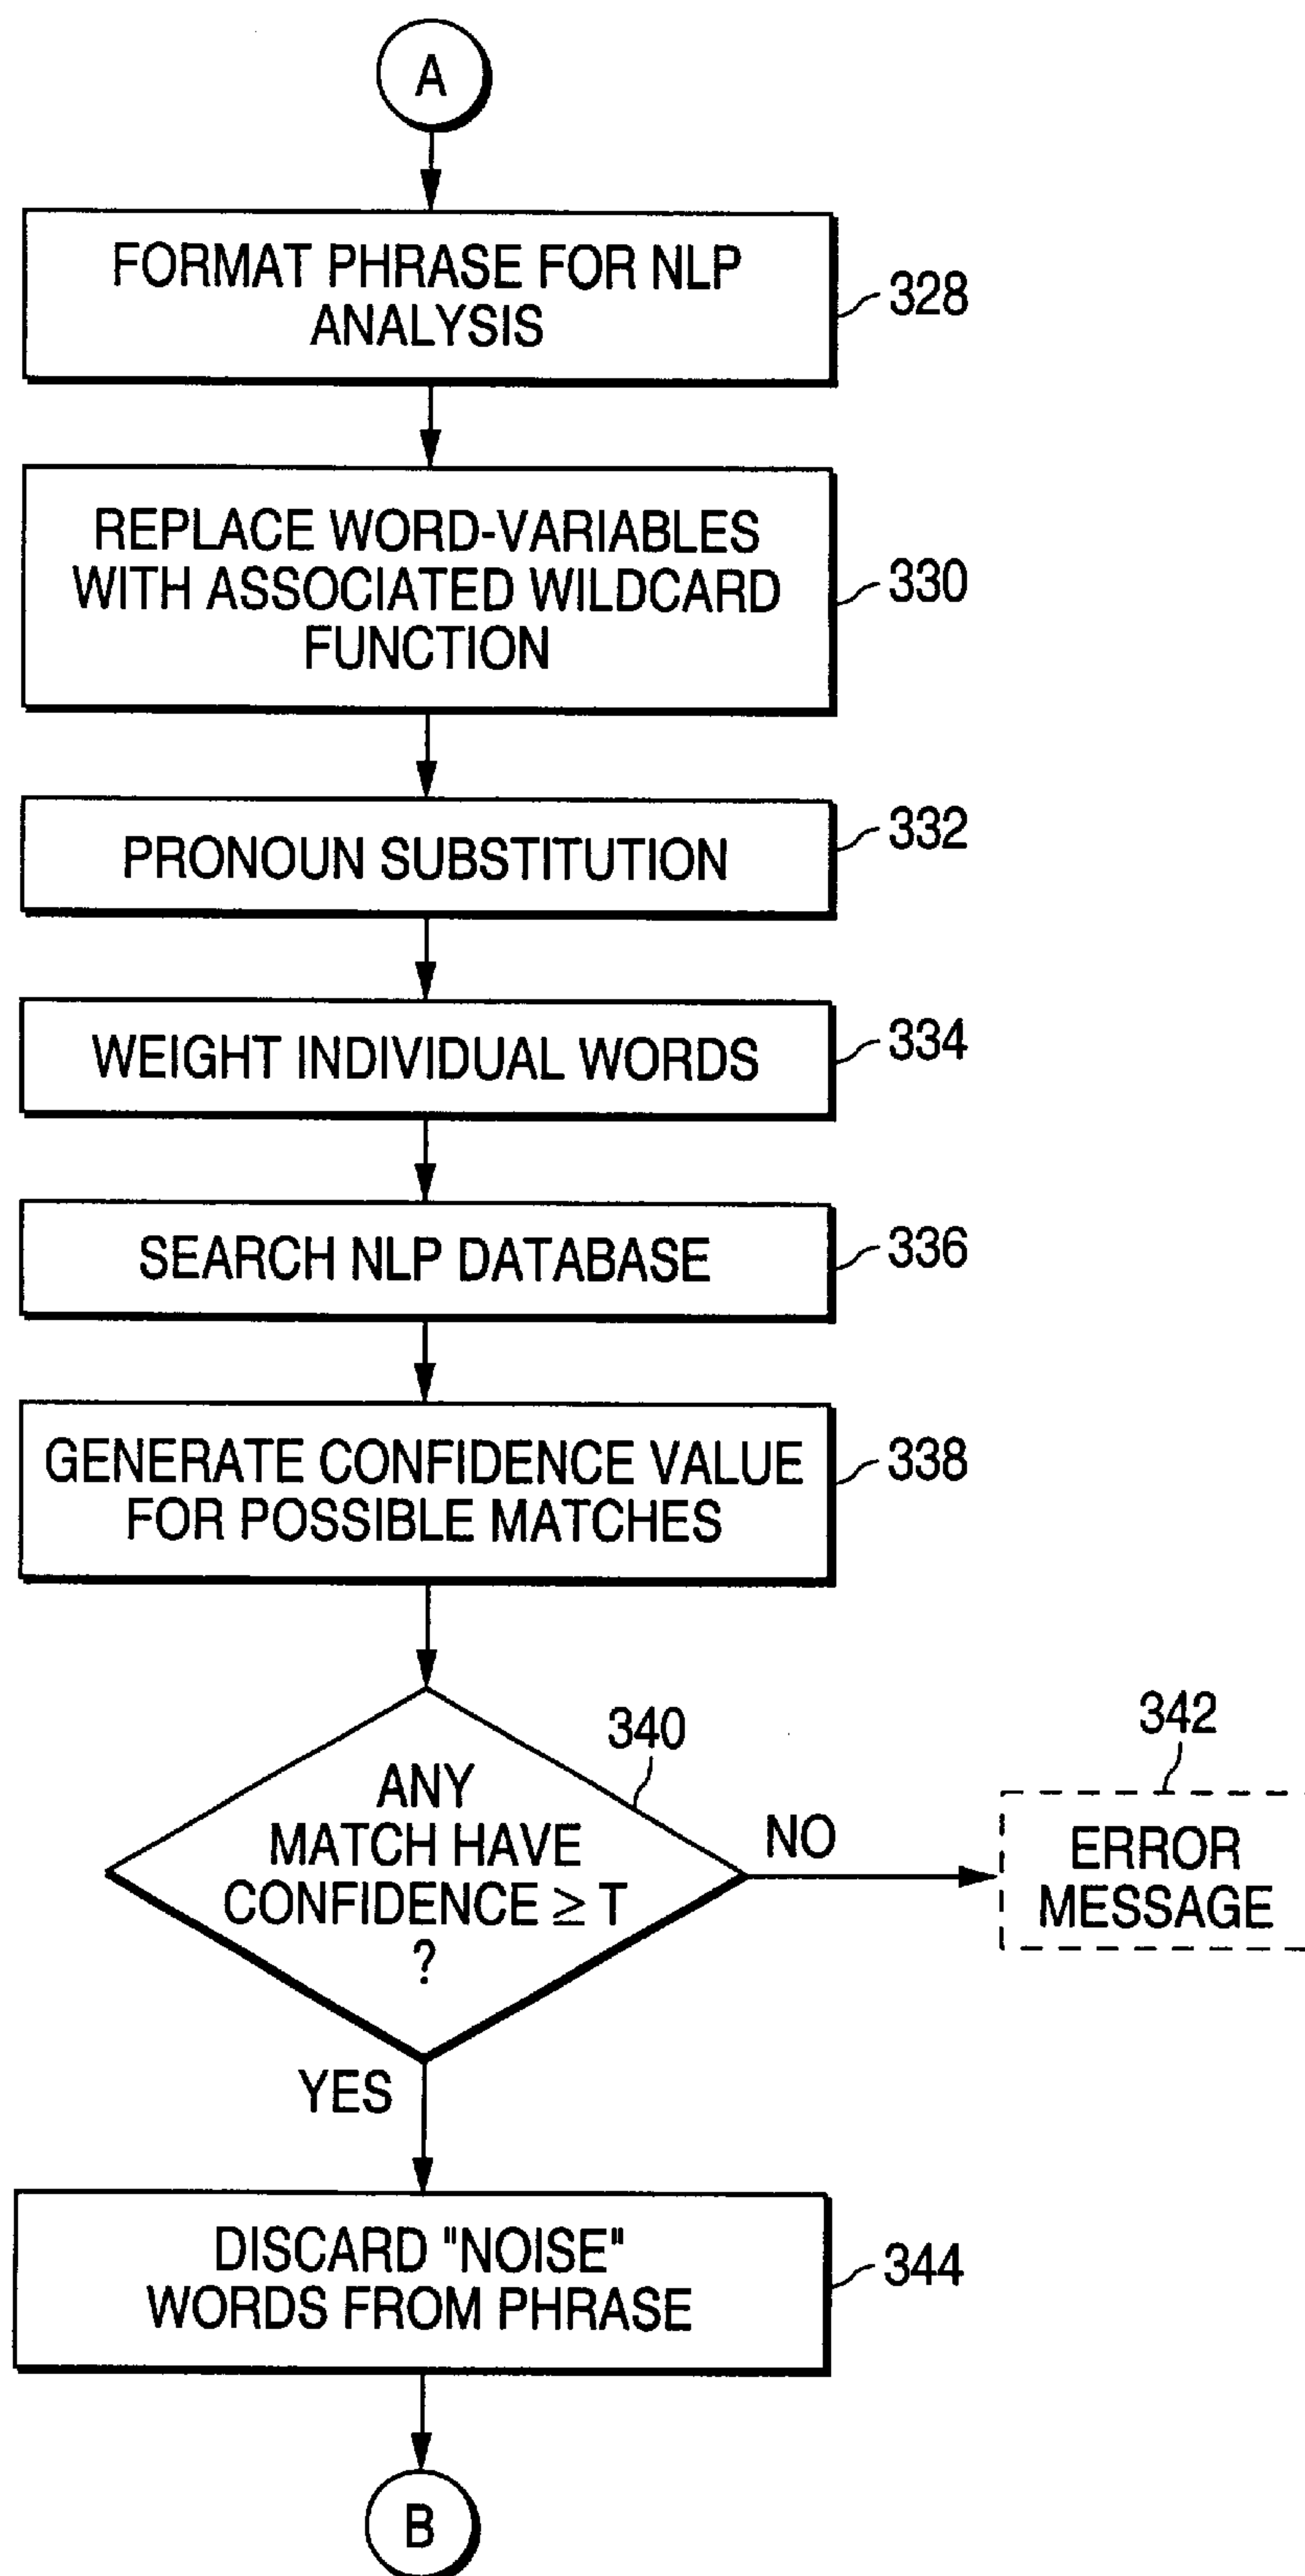 A
FORMAT PHRASE FOR NLP
ANALYSIS
328
REPLACE WORD-VARIABLES
WITH ASSOCIATED WILDCARD
FUNCTION
330
PRONOUN SUBSTITUTION
332
WEIGHT INDIVIDUAL WORDS
334
SEARCH NLP DATABASE
336
GENERATE CONFIDENCE VALUE
FOR POSSIBLE MATCHES
338
ANY
MATCH HAVE
CONFIDENCE ≥ T
?
340
NO
342
ERROR
MESSAGE
YES
DISCARD "NOISE"
WORDS FROM PHRASE
344
B